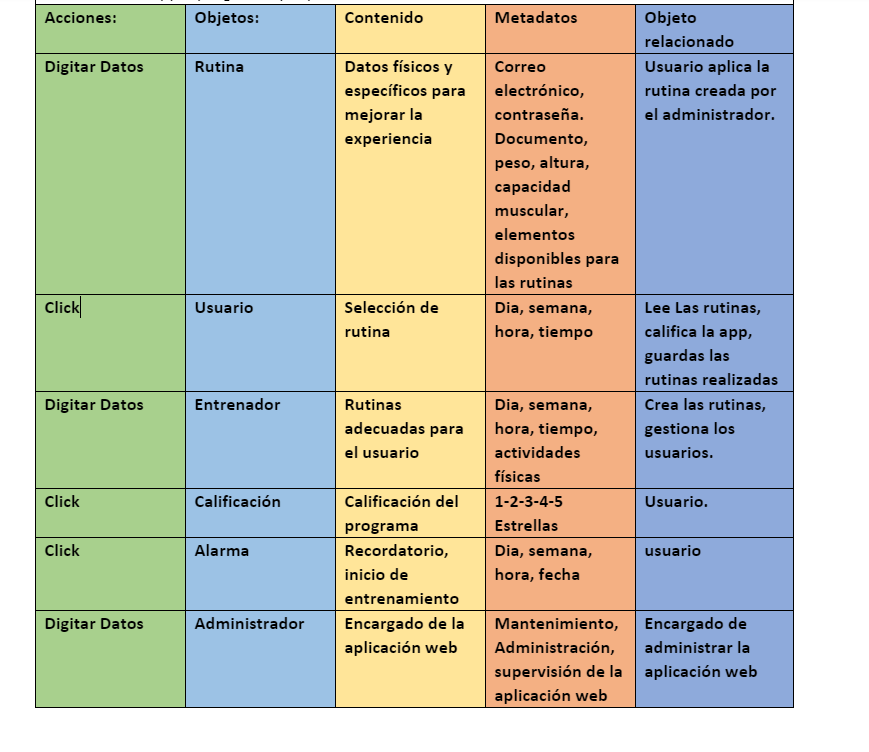 Acciones:
Objetos:
Contenido
Metadatos
Objeto
relacionado
Digitar Datos
Rutina
Datos físicos y
específicos para
mejorar la
experiencia
Correo
electrónico,
contraseña.
Documento,
peso, altura,
capacidad
muscular,
elementos
disponibles para
las rutinas
Usuario aplica la
rutina creada por
el administrador.
Click
Usuario
Selección de
rutina
Dia, semana,
hora, tiempo
Lee Las rutinas,
califica la app,
guardas las
rutinas realizadas
Digitar Datos
Entrenador
Rutinas
adecuadas para
el usuario
Dia, semana,
hora, tiempo,
actividades
físicas
Crea las rutinas,
gestiona los
usuarios.
Click
Calificación
Calificación del
programa
1-2-3-4-5
Estrellas
Usuario.
Click
Alarma
Recordatorio,
inicio de
entrenamiento
Dia, semana,
hora, fecha
usuario
Digitar Datos
Administrador
Encargado de la
aplicación web
Mantenimiento,
Administración,
supervisión de la
aplicación web
Encargado de
administrar la
aplicación web